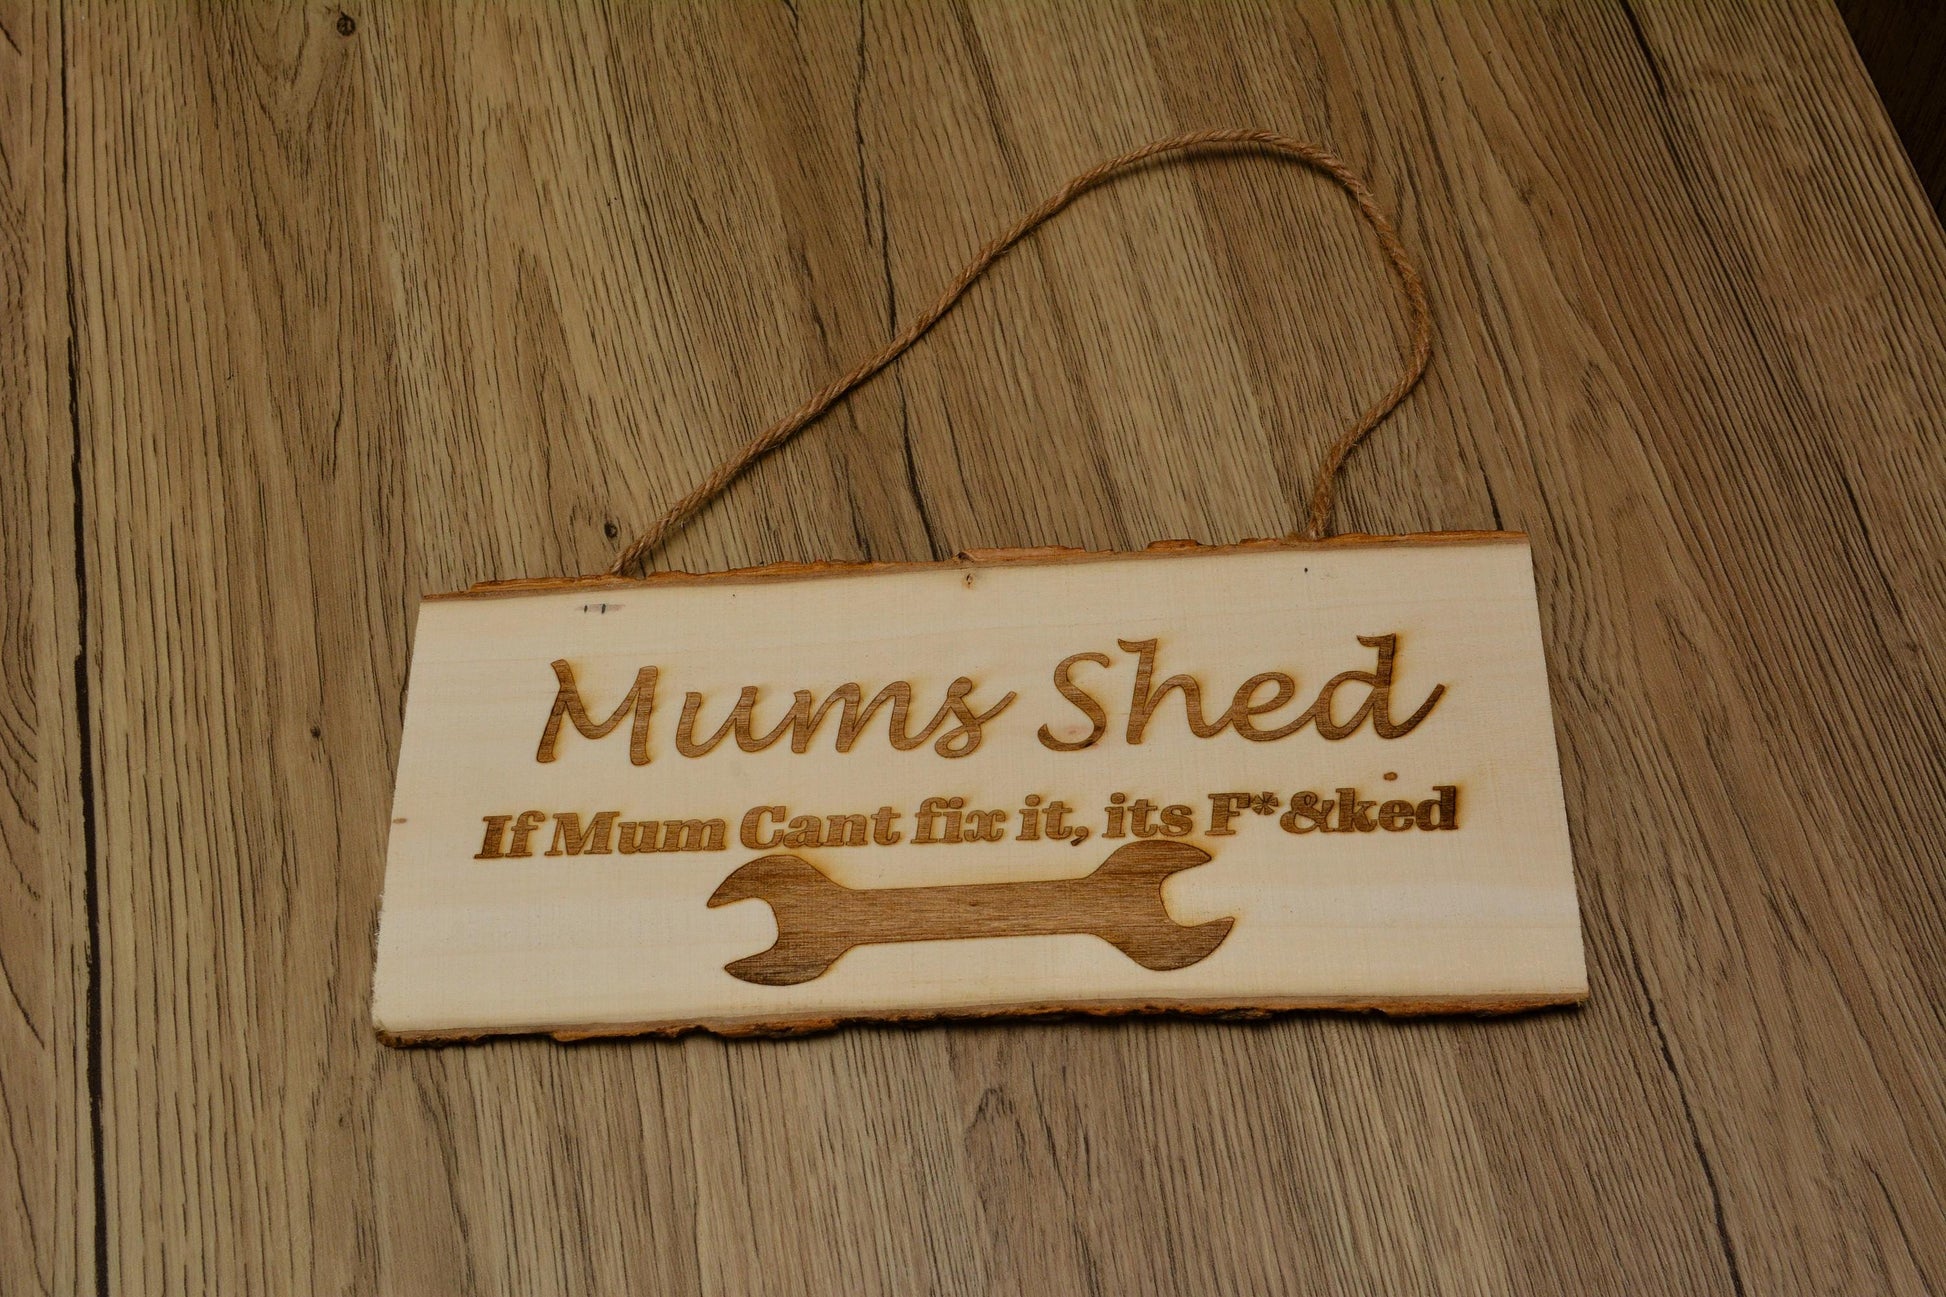 Mums Shed
If Mum Cant fix it, its F*&ked